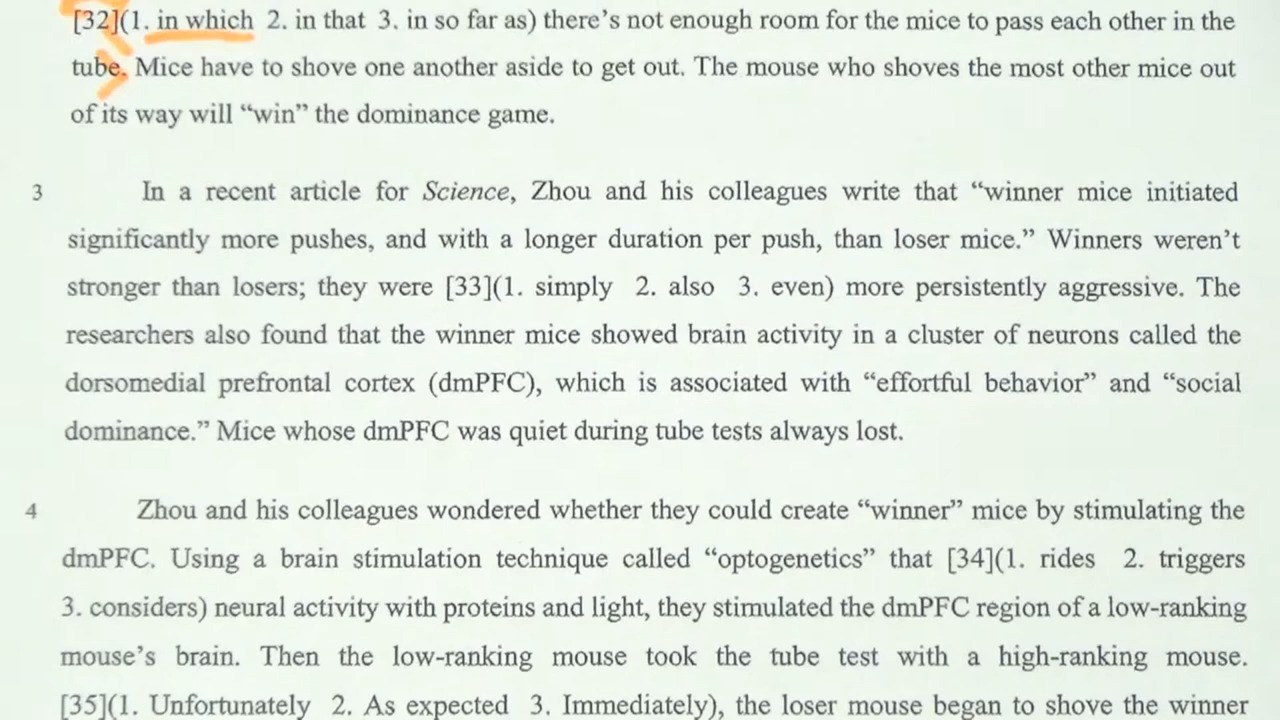 [32](1. in which 2. in that 3. in so far as) there's not enough room for the mice to pass each other in the
tube. Mice have to shove one another aside to get out. The mouse who shoves the most other mice out
of its way will “win” the dominance game.
3 In a recent article for Science, Zhou and his colleagues write that “winner mice initiated
significantly more pushes, and with a longer duration per push, than loser mice.” Winners weren't
stronger than losers; they were [33](1. simply 2. also 3. even) more persistently aggressive. The
researchers also found that the winner mice showed brain activity in a cluster of neurons called the
dorsomedial prefrontal cortex (dmPFC), which is associated with “effortful behavior” and “social
dominance.” Mice whose dmPFC was quiet during tube tests always lost.
4 Zhou and his colleagues wondered whether they could create “winner” mice by stimulating the
dmPFC. Using a brain stimulation technique called “optogenetics” that [34](1. rides 2. triggers
3. considers) neural activity with proteins and light, they stimulated the dmPFC region of a low-ranking
mouse's brain. Then the low-ranking mouse took the tube test with a high-ranking mouse.
[35](1. Unfortunately 2. As expected 3. Immediately), the loser mouse began to shove the winner